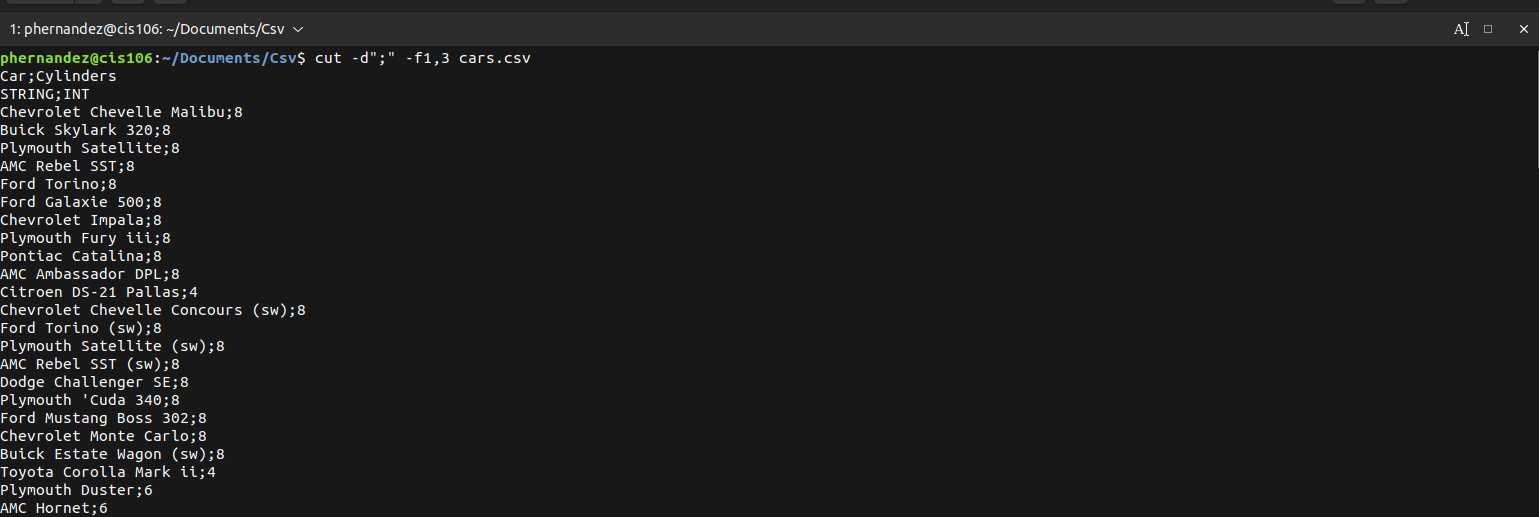 1: phernandez@cis106: ~/Documents/Csv
phernandez@cis106:~/Documents/Csv$ cut -d";" -f1,3 cars.csv
Car;Cylinders
STRING;INT
Chevrolet Chevelle Malibu;8
Buick Skylark 320;8
Plymouth Satellite;8
AMC Rebel SST;8
Ford Torino;8
Ford Galaxie 500;8
Chevrolet Impala;8
Plymouth Fury iii;8
Pontiac Catalina;8
AMC Ambassador DPL;8
Citroen DS-21 Pallas;4
Chevrolet Chevelle Concours (sw);8
Ford Torino (sw);8
Plymouth Satellite (sw);8
AMC Rebel SST (sw);8
Dodge Challenger SE;8
Plymouth 'Cuda 340;8
Ford Mustang Boss 302;8
Chevrolet Monte Carlo;8
Buick Estate Wagon (sw);8
Toyota Corolla Mark ii;4
Plymouth Duster;6
AMC Hornet;6